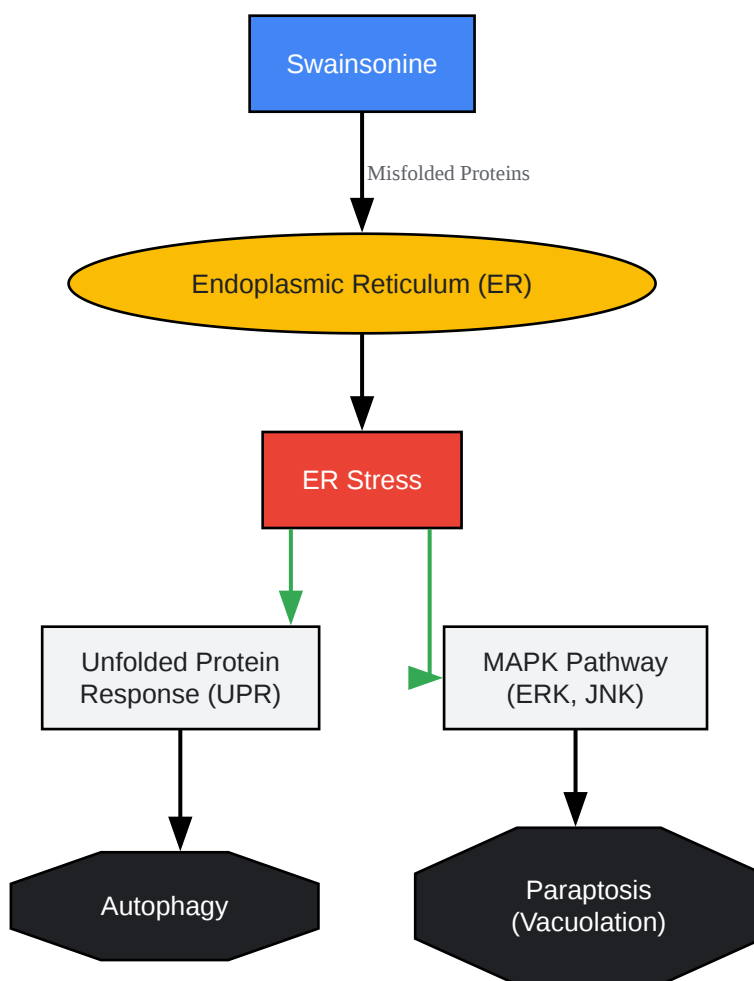 Swainsonine
Misfolded Proteins
Endoplasmic Reticulum (ER)
ER Stress
Unfolded Protein
Response (UPR)
MAPK Pathway
(ERK, JNK)
Autophagy
Paraptosis
(Vacuolation)